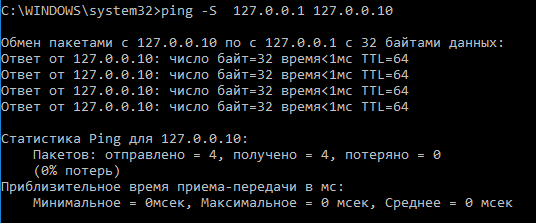 C:\WINDOWS\system32>ping -S  127.0.0.1 127.0.0.10
Обмен пакетами с 127.0.0.10 по с 127.0.0.1 с 32 байтами данных:
Ответ от 127.0.0.10: число байт=32 время<1мс TTL=64
Ответ от 127.0.0.10: число байт=32 время<1мс TTL=64
Ответ от 127.0.0.10: число байт=32 время<1мс TTL=64
Ответ от 127.0.0.10: число байт=32 время<1мс TTL=64
Статистика Ping для 127.0.0.10:
Пакетов: отправлено = 4, получено = 4, потеряно = 0
(0% потерь)
Приблизительное время приема-передачи в мс:
Минимальное = 0мсек, Максимальное = 0 мсек, Среднее = 0 мсек